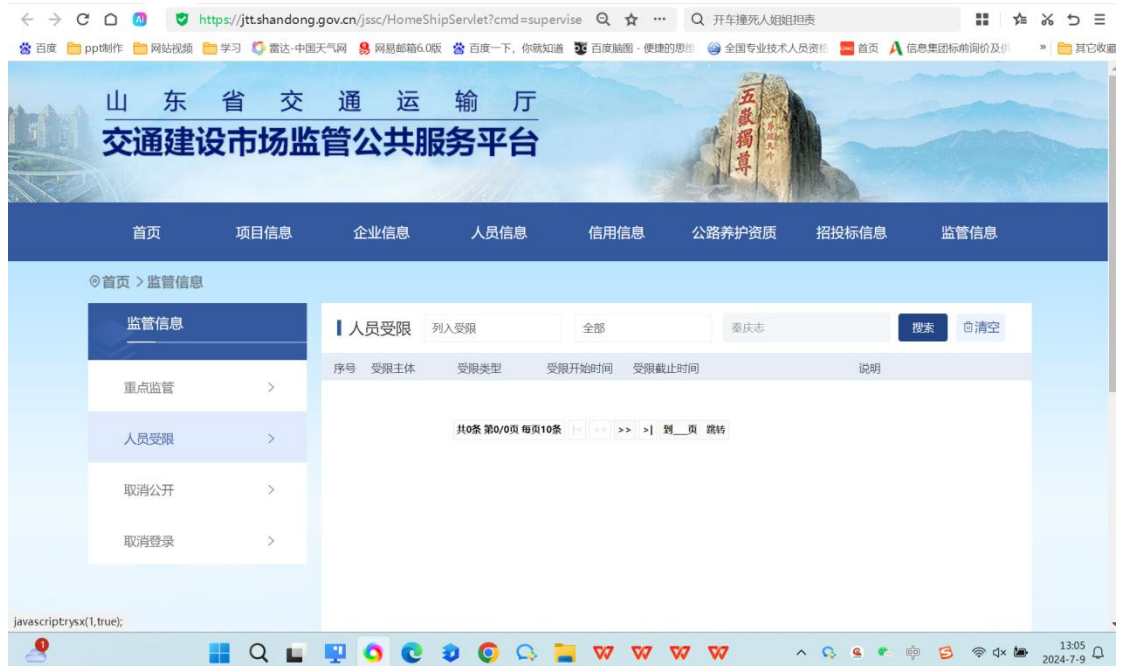 https://jtt.shandong.gov.cn/jssc/HomeShipServlet?cmd=supervise
开车撞死人姐姐担责
百度 ppt制作 网站视频 学习 雷达-中国天气网 网易邮箱6.0版 百度一下，你就知道 百度脑图 - 便捷的思维 全国专业技术人员资格 首页 信息集团标前询价及供 » 其它收藏
山东省交通运输厅
交通建设市场监管公共服务平台
五嶽獨尊
首页 项目信息 企业信息 人员信息 信用信息 公路养护资质 招投标信息 监管信息
首页 > 监管信息
监管信息
人员受限 列入受限 全部 秦庆志 搜索 清空
序号 受限主体 受限类型 受限开始时间 受限截止时间 说明
重点监管 >
共0条 第0/0页 每页10条 |< << >> >| 到__页 跳转
人员受限 >
取消公开 >
取消登录 >
javascript:rysx(1,true);
中
13:05
2024-7-9